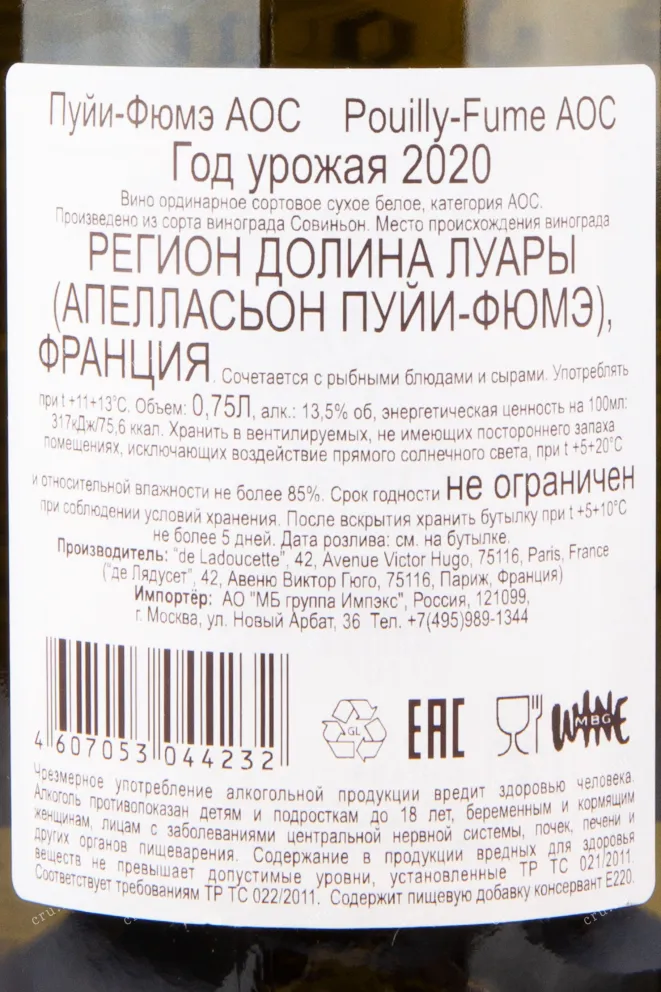 Пуйи-Фюмэ АОС Pouilly-Fume AOC
Год урожая 2020
Вино ординарное сортовое сухое белое, категория АОС.
Произведено из сорта винограда Совиньон. Место происхождения винограда
РЕГИОН ДОЛИНА ЛУАРЫ
(АПЕЛЛАСЬОН ПУЙИ-ФЮМЭ),
ФРАНЦИЯ. Сочетается с рыбными блюдами и сырами. Употреблять
при t +11+13°C. Объем: 0,75Л, алк.: 13,5% об, энергетическая ценность на 100мл:
317кДж/75,6 ккал. Хранить в вентилируемых, не имеющих постороннего запаха
помещениях, исключающих воздействие прямого солнечного света, при t +5+20°C
и относительной влажности не более 85%. Срок годности не ограничен
при соблюдении условий хранения. После вскрытия хранить бутылку при t +5+10°C
не более 5 дней. Дата розлива: см. на бутылке.
Производитель: "de Ladoucette", 42, Avenue Victor Hugo, 75116, Paris, France
("де Лядусет", 42, Авеню Виктор Гюго, 75116, Париж, Франция)
Импортёр: АО "МБ группа Импэкс", Россия, 121099,
г. Москва, ул. Новый Арбат, 36 Тел. +7(495)989-1344
GL
EAC
WINE
MBG
4 607053 044232
Чрезмерное употребление алкогольной продукции вредит здоровью человека.
Алкоголь противопоказан детям и подросткам до 18 лет, беременным и кормящим
женщинам, лицам с заболеваниями центральной нервной системы, почек, печени и
других органов пищеварения. Содержание в продукции вредных для здоровья
веществ не превышает допустимые уровни, установленные ТР ТС 021/2011.
Соответствует требованиям ТР ТС 022/2011. Содержит пищевую добавку консервант Е220.